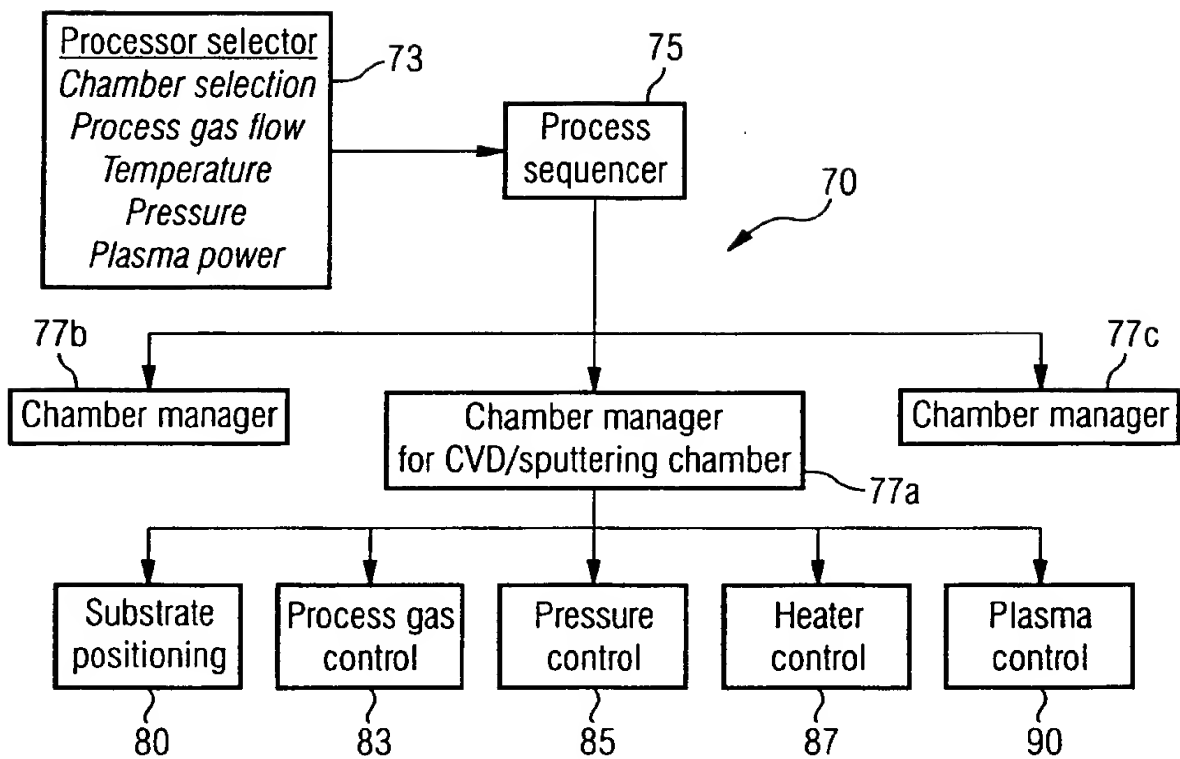 Processor selector
Chamber selection
Process gas flow
Temperature
Pressure
Plasma power
73
75
Process
sequencer
70
77b
Chamber manager
Chamber manager
for CVD/sputtering chamber
77a
77c
Chamber manager
Substrate
positioning
80
Process gas
control
83
Pressure
control
85
Heater
control
87
Plasma
control
90